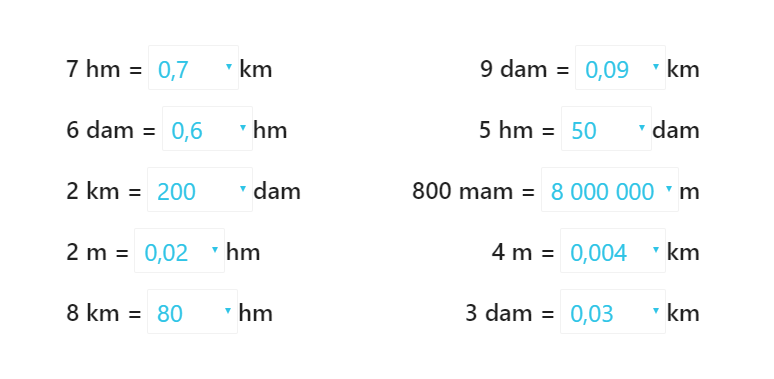 7 hm = 0,7 km
9 dam = 0,09 km
6 dam = 0,6 hm
5 hm = 50 dam
2 km = 200 dam
800 mam = 8 000 000 m
2 m = 0,02 hm
4 m = 0,004 km
8 km = 80 hm
3 dam = 0,03 km